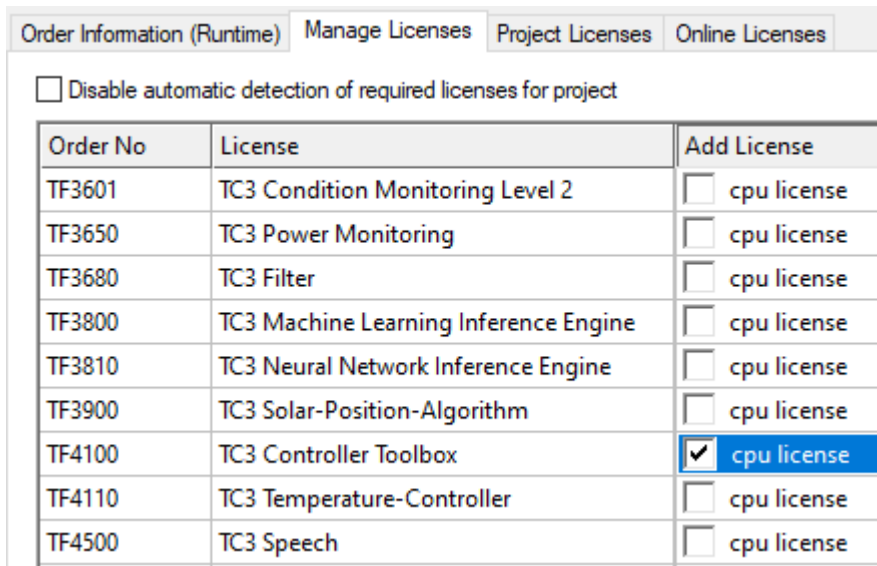 Order Information (Runtime) Manage Licenses Project Licenses Online Licenses
Disable automatic detection of required licenses for project
Order No License Add License
TF3601 TC3 Condition Monitoring Level 2 cpu license
TF3650 TC3 Power Monitoring cpu license
TF3680 TC3 Filter cpu license
TF3800 TC3 Machine Learning Inference Engine cpu license
TF3810 TC3 Neural Network Inference Engine cpu license
TF3900 TC3 Solar-Position-Algorithm cpu license
TF4100 TC3 Controller Toolbox cpu license
TF4110 TC3 Temperature-Controller cpu license
TF4500 TC3 Speech cpu license